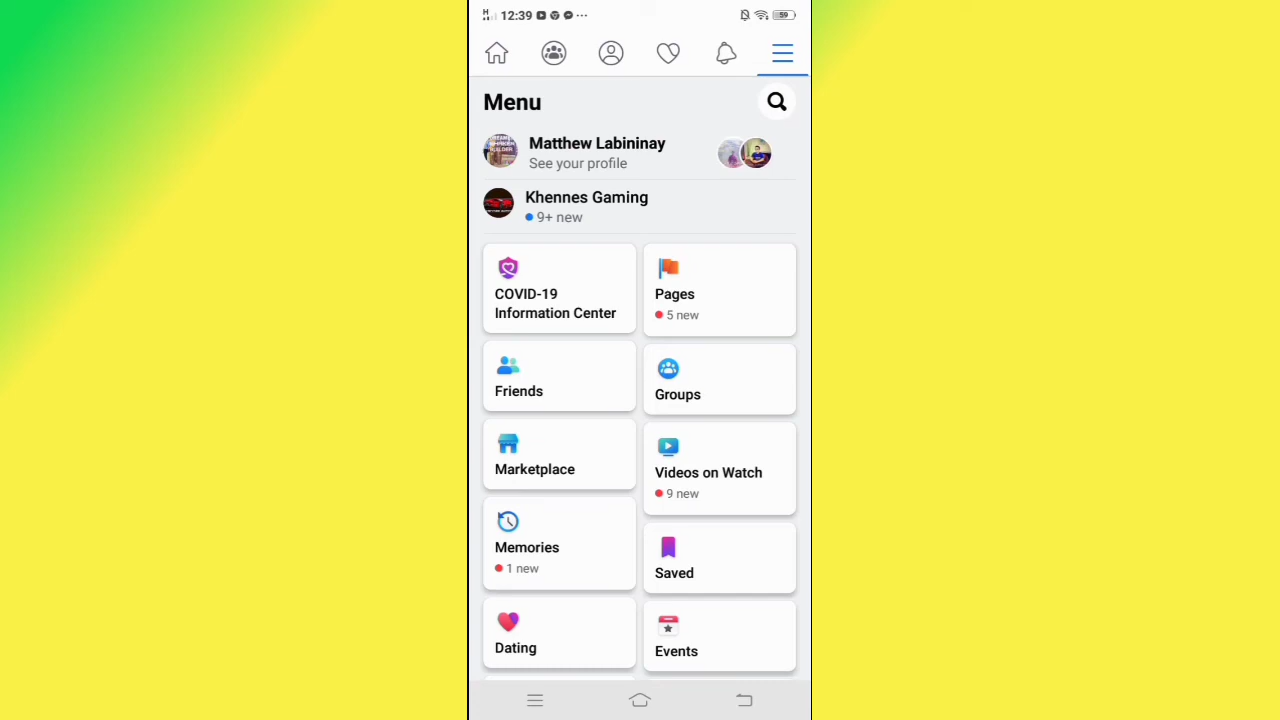 H 12:39 59
Menu
Matthew Labininay
See your profile
Khennes Gaming
9+ new
COVID-19
Information Center
Pages
5 new
Friends
Groups
Marketplace
Videos on Watch
9 new
Memories
1 new
Saved
Dating
Events